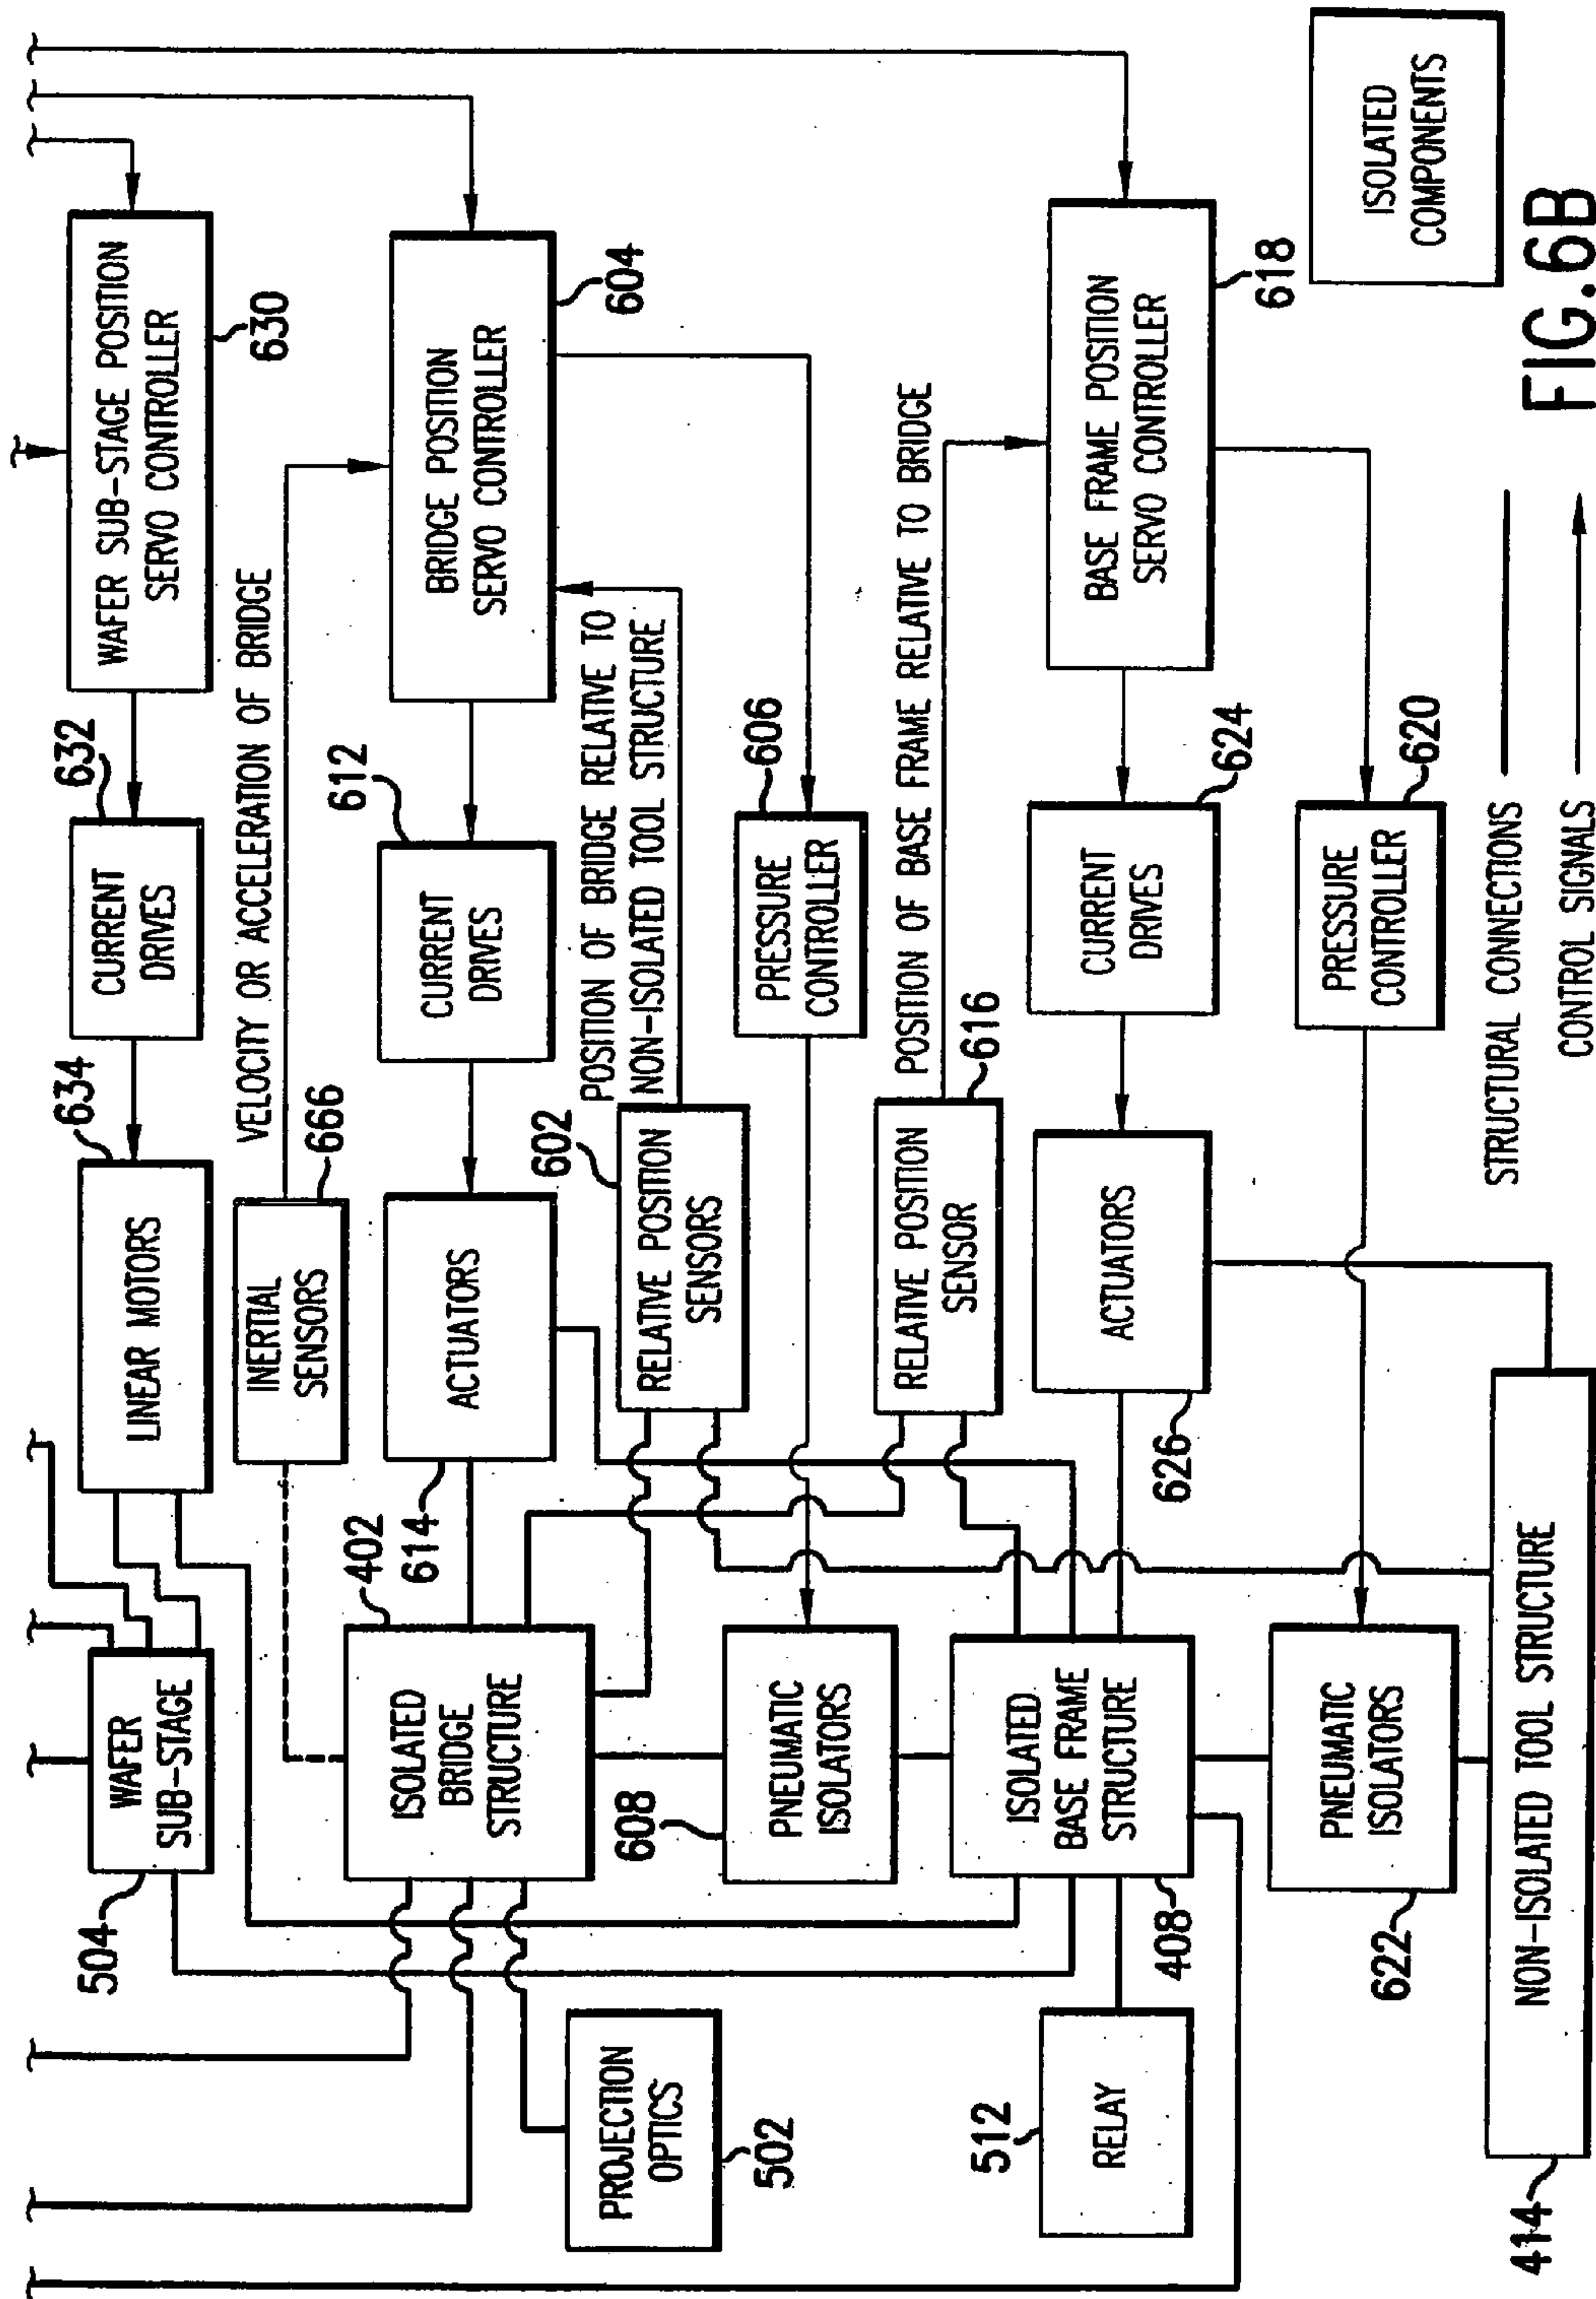 WAFER SUB-STAGE POSITION
SERVO CONTROLLER
630
632
CURRENT
DRIVES
634
LINEAR MOTORS
WAFER
SUB-STAGE
504
VELOCITY OR ACCELERATION OF BRIDGE
666
INERTIAL
SENSORS
BRIDGE POSITION
SERVO CONTROLLER
604
612
CURRENT
DRIVES
ACTUATORS
614
402
ISOLATED
BRIDGE
STRUCTURE
POSITION OF BRIDGE RELATIVE TO
NON-ISOLATED TOOL STRUCTURE
602
RELATIVE POSITION
SENSORS
PROJECTION
OPTICS
502
606
PRESSURE
CONTROLLER
608
PNEUMATIC
ISOLATORS
POSITION OF BASE FRAME RELATIVE TO BRIDGE
616
RELATIVE POSITION
SENSOR
BASE FRAME POSITION
SERVO CONTROLLER
618
624
CURRENT
DRIVES
ACTUATORS
626
ISOLATED
BASE FRAME
STRUCTURE
408
512
RELAY
620
PRESSURE
CONTROLLER
PNEUMATIC
ISOLATORS
622
NON-ISOLATED TOOL STRUCTURE
414
ISOLATED
COMPONENTS
STRUCTURAL CONNECTIONS
CONTROL SIGNALS
FIG.6B